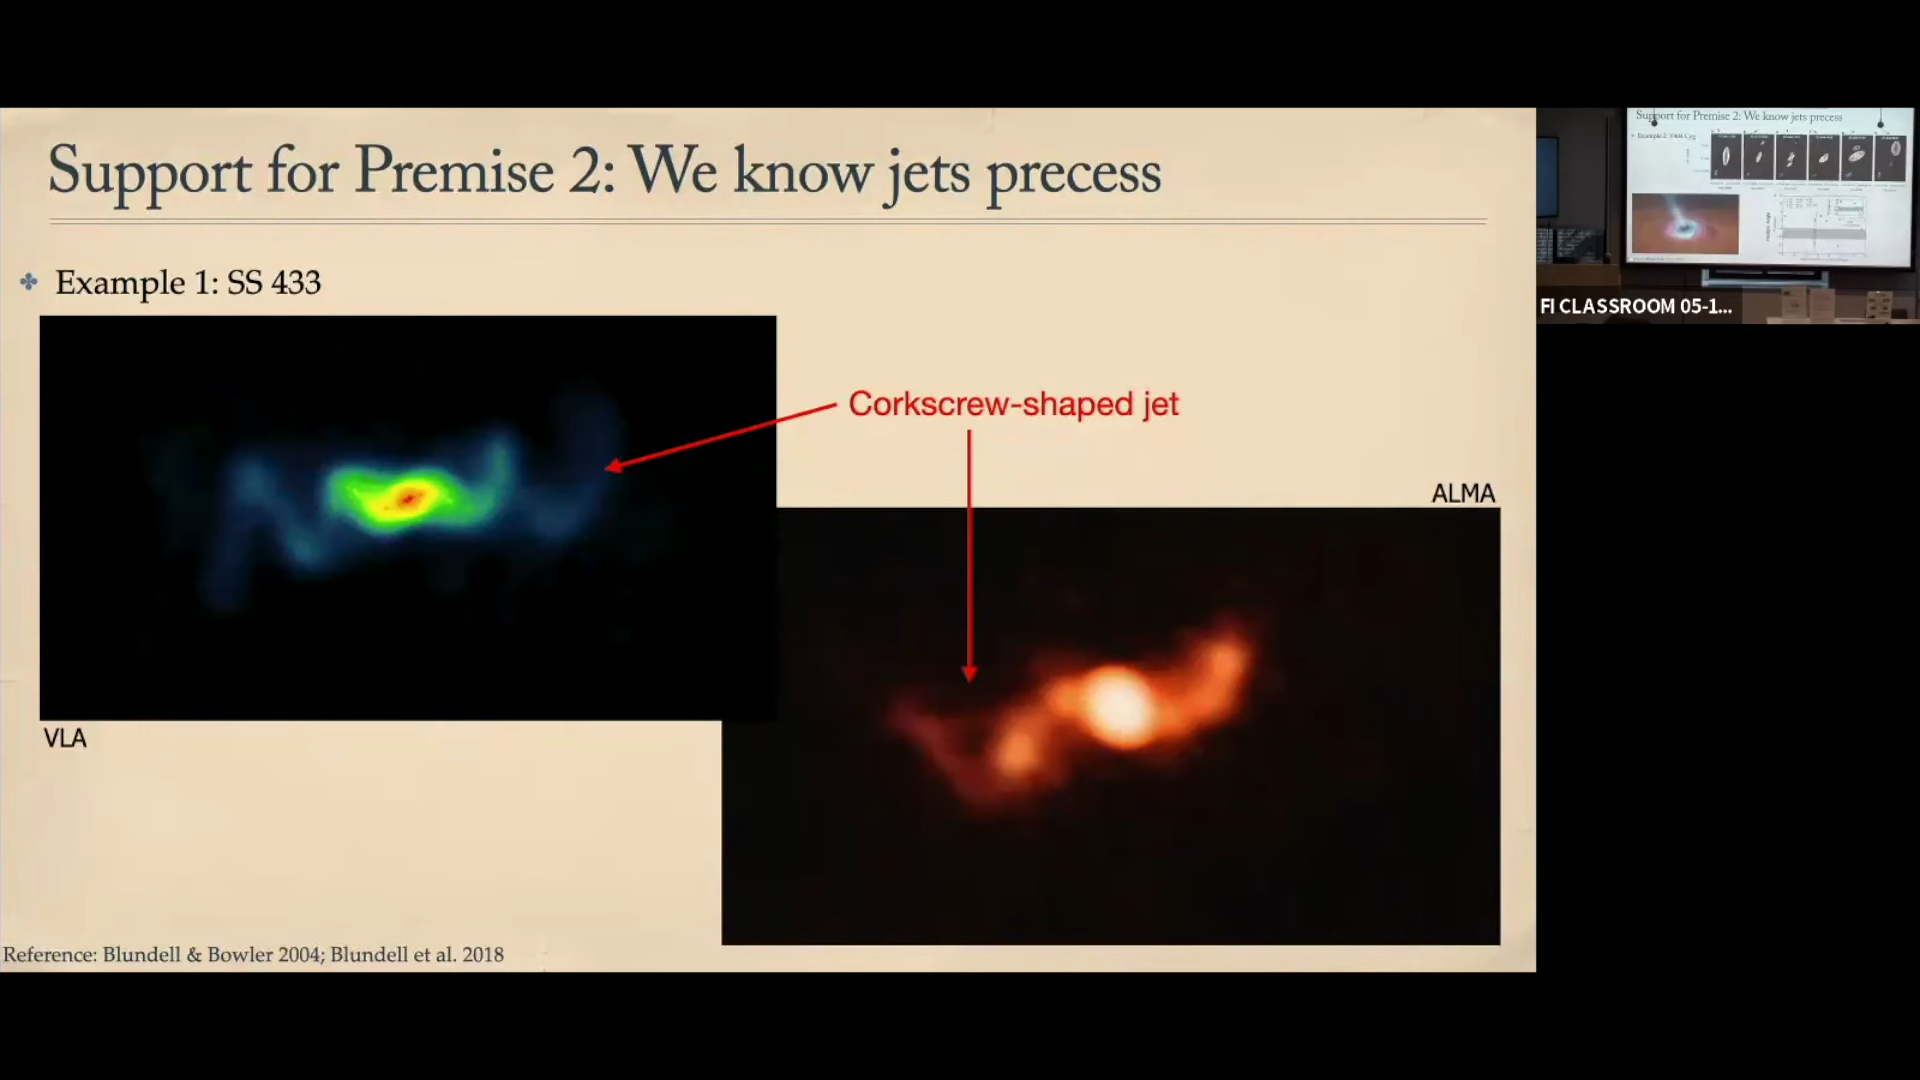 Support for Premise 2: We know jets precess
Example 1: SS 433
Corkscrew-shaped jet
ALMA
VLA
Reference: Blundell & Bowler 2004; Blundell et al. 2018
Support for Premise 2: We know jets precess
FI CLASSROOM 05-1...